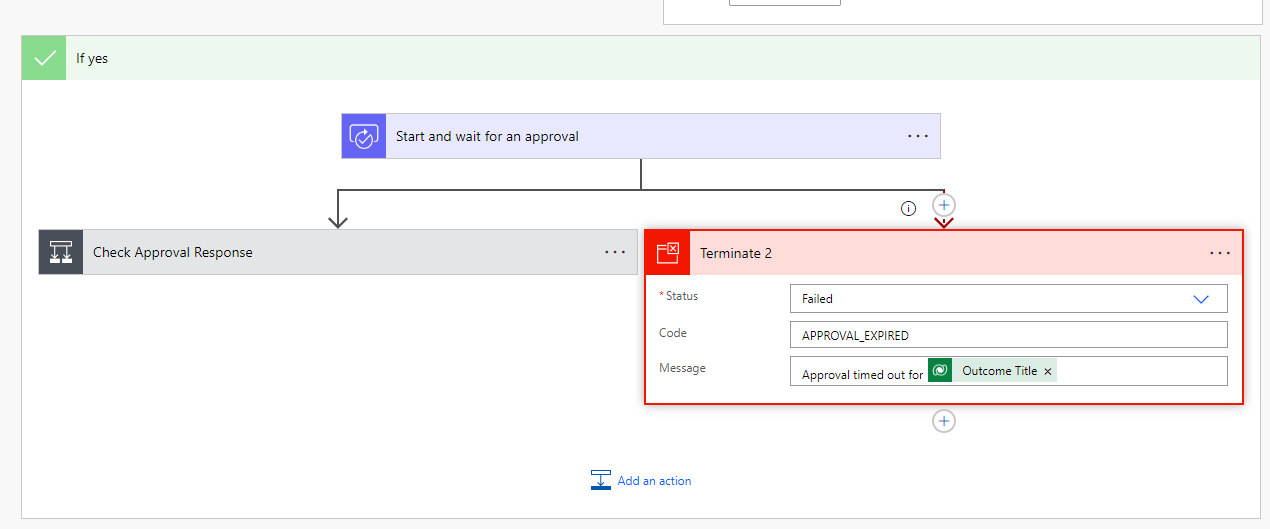 If yes
Start and wait for an approval
Check Approval Response
Terminate 2
* Status
Failed
Code
APPROVAL_EXPIRED
Message
Approval timed out for Outcome Title ×
Add an action